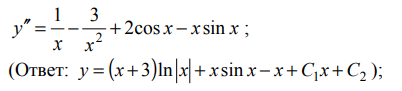 y″ = 1/x − 3/x² + 2cos x − x sin x ;
(Ответ: y = (x+3)ln|x| + x sin x − x + C₁x + C₂ );